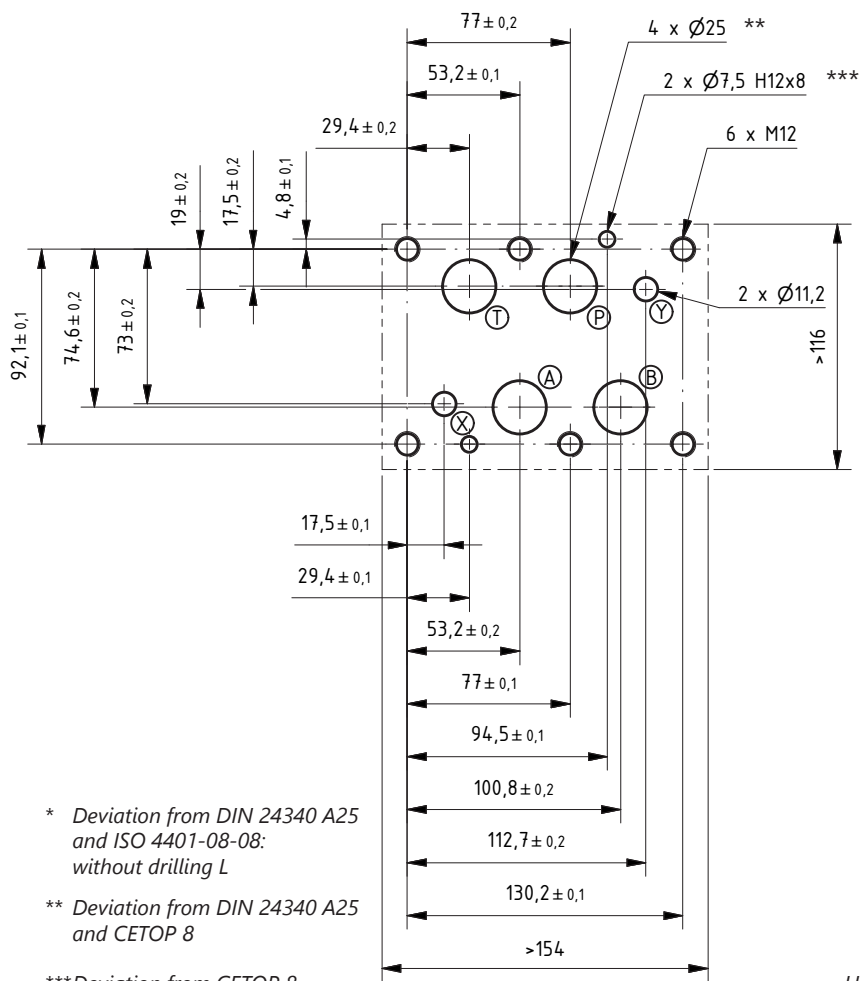 77± 0,2
4 x Ø25 **
53,2± 0,1
2 x Ø7,5 H12x8 ***
29,4± 0,2
6 x M12
19 ± 0,2
17,5± 0,2
4,8± 0,1
T
P
Y
2 x Ø11,2
92,1± 0,1
74,6± 0,2
73± 0,2
>116
A
B
X
17,5± 0,1
29,4± 0,1
53,2± 0,2
77± 0,1
94,5± 0,1
100,8± 0,2
112,7± 0,2
130,2± 0,1
>154
* Deviation from DIN 24340 A25
and ISO 4401-08-08:
without drilling L
** Deviation from DIN 24340 A25
and CETOP 8